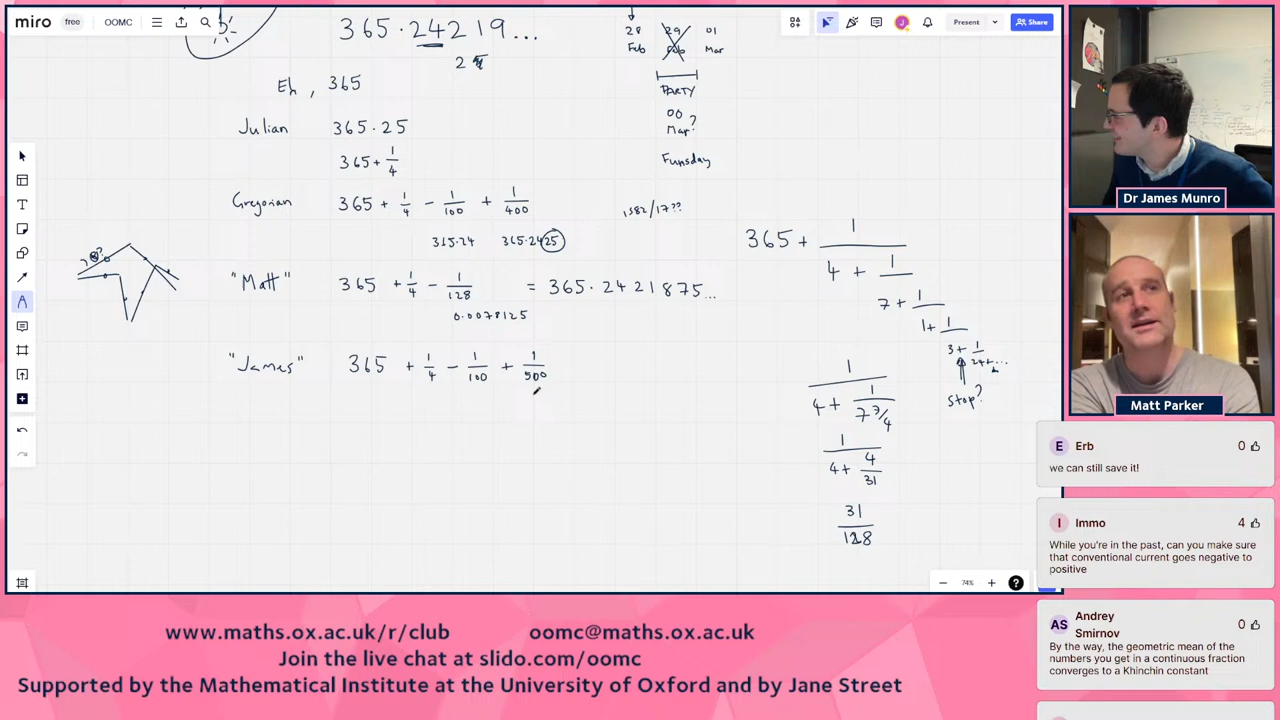 miro free OOMC Present Share
365.24219...
28 Feb 29 Feb 01 Mar
PARTY
00 Mar?
Funsday
Eh, 365
Julian 365.25
365 + 1/4
Gregorian 365 + 1/4 - 1/100 + 1/400
365.24 365.2425
1582/17??
"Matt" 365 + 1/4 - 1/128 = 365.2421875...
0.0078125
"James" 365 + 1/4 - 1/100 + 1/500
365 + 1
4 + 1
7 + 1
1 + 1
3 + 1
24+...
stop?
1
4 + 1
7 3/4
1
4 + 4
31
31
128
74%
Dr James Munro
Matt Parker
E Erb 0
we can still save it!
I Immo 4
While you're in the past, can you make sure
that conventional current goes negative to
positive
AS Andrey
Smirnov 0
By the way, the geometric mean of the
numbers you get in a continuous fraction
converges to a Khinchin constant
www.maths.ox.ac.uk/r/club oomc@maths.ox.ac.uk
Join the live chat at slido.com/oomc
Supported by the Mathematical Institute at the University of Oxford and by Jane Street